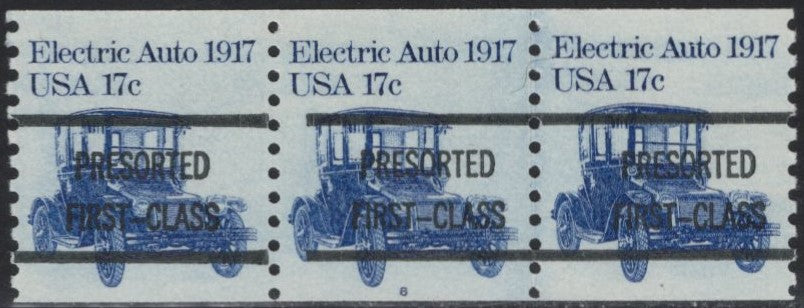 Electric Auto 1917
USA 17c
PRESORTED
FIRST-CLASS
Electric Auto 1917
USA 17c
PRESORTED
FIRST-CLASS
6
Electric Auto 1917
USA 17c
PRESORTED
FIRST-CLASS